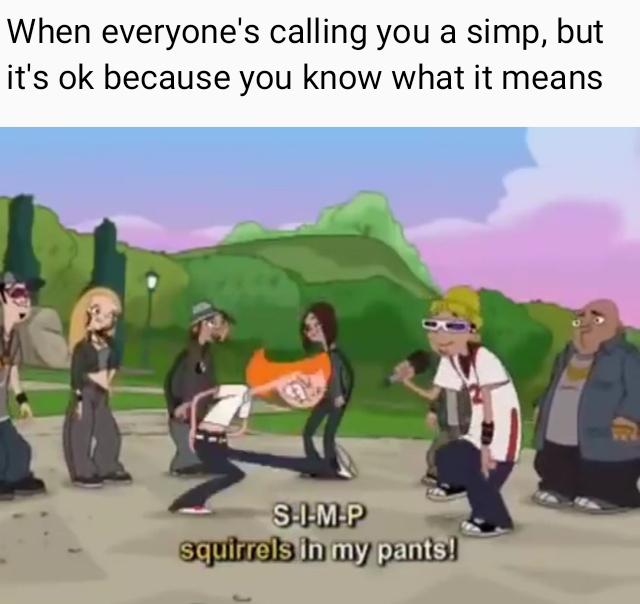 When everyone's calling you a simp, but
it's ok because you know what it means
S-I-M-P
squirrels in my pants!